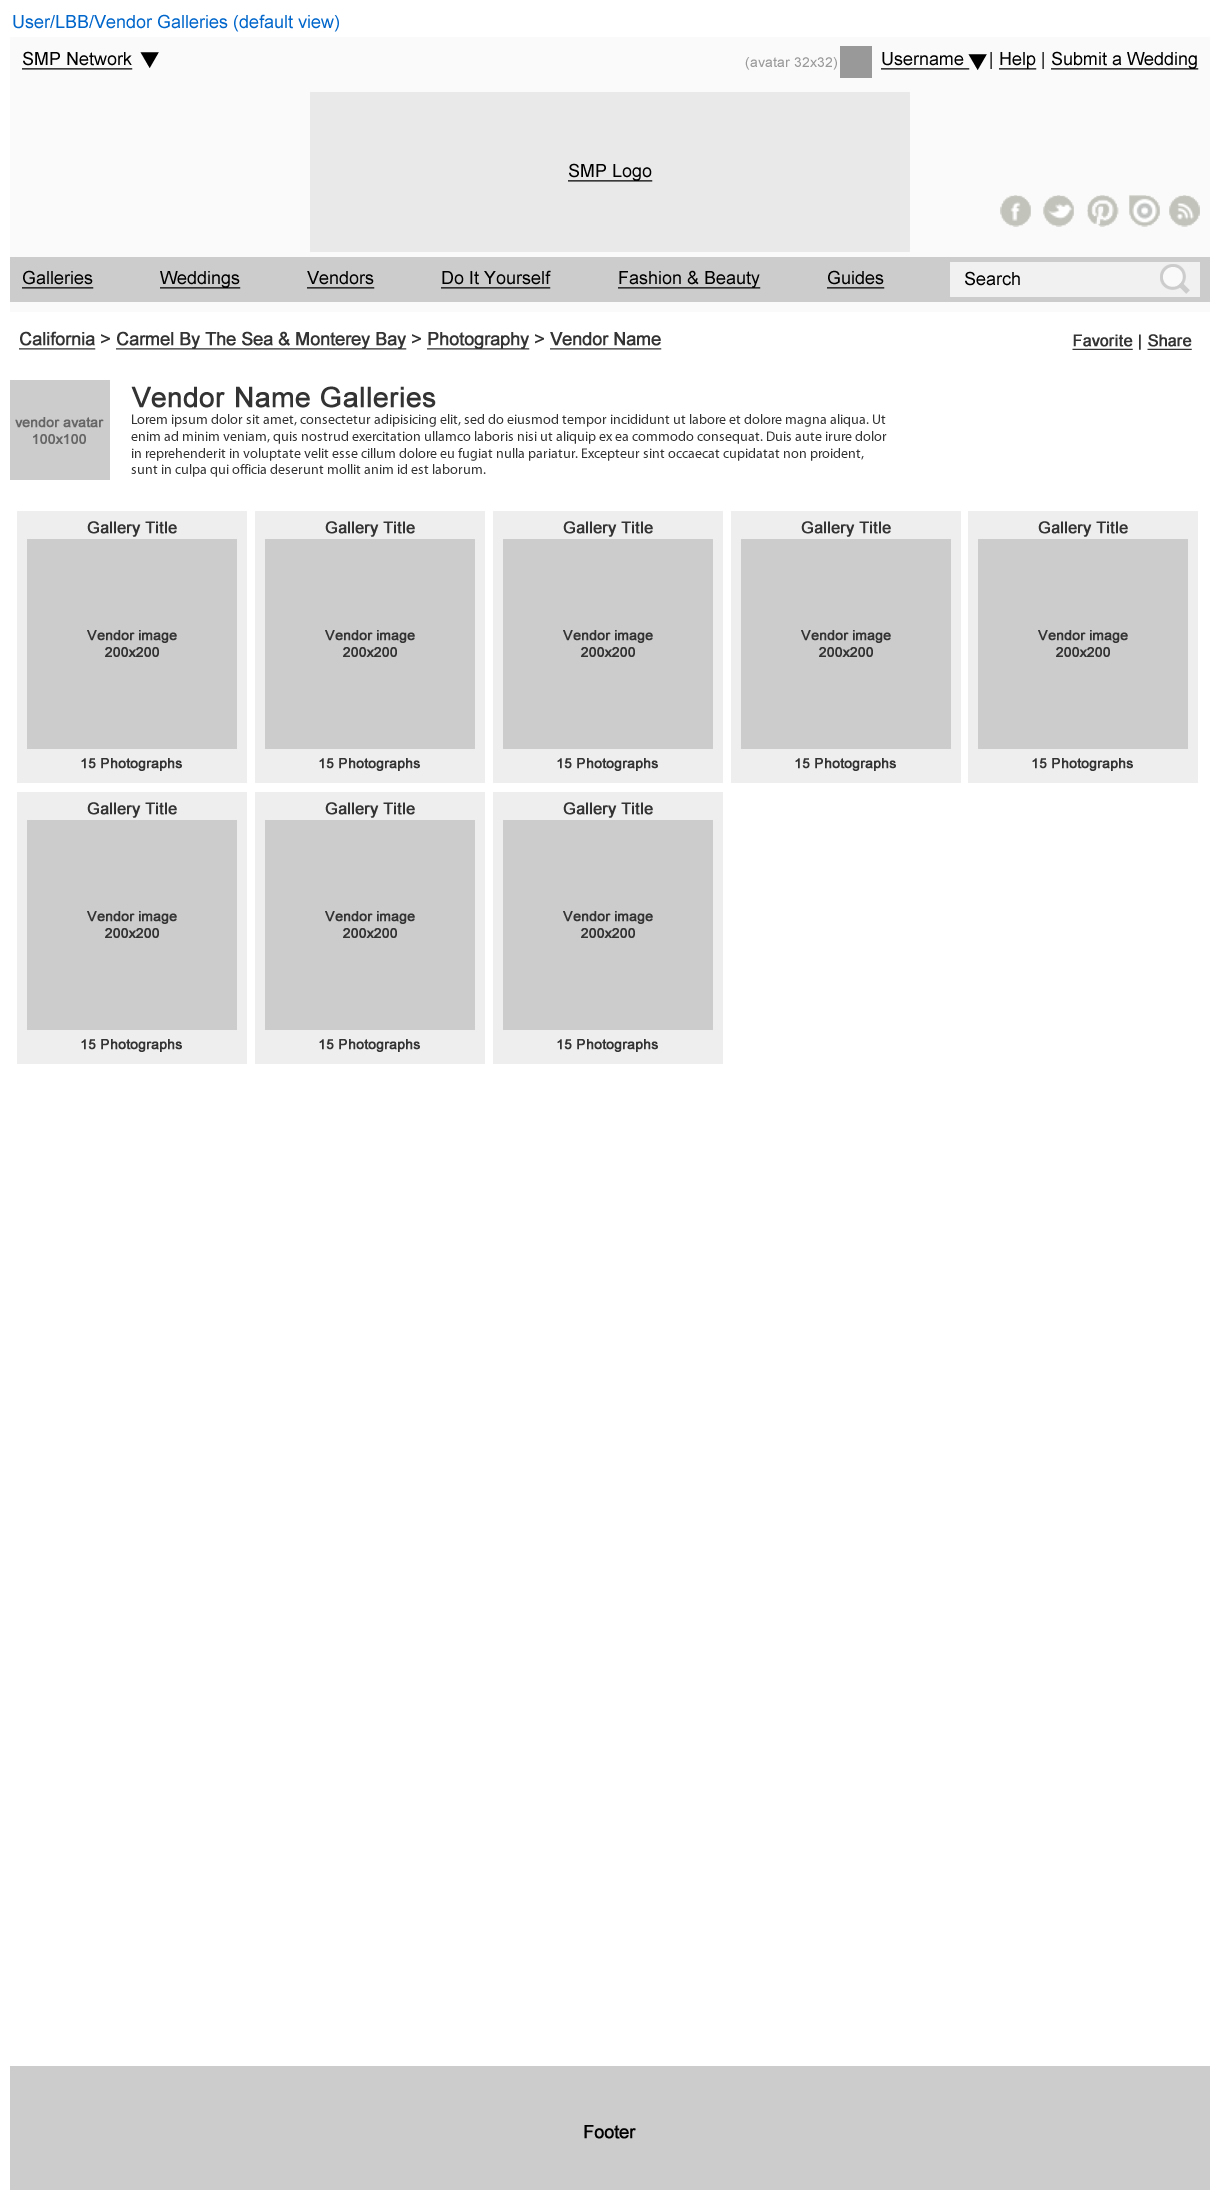 User/LBB/Vendor Galleries (default view)
SMP Network
(avatar 32x32)
Username | Help | Submit a Wedding
SMP Logo
Galleries
Weddings
Vendors
Do It Yourself
Fashion & Beauty
Guides
Search
California > Carmel By The Sea & Monterey Bay > Photography > Vendor Name
Favorite | Share
vendor avatar
100x100
Vendor Name Galleries
Lorem ipsum dolor sit amet, consectetur adipisicing elit, sed do eiusmod tempor incididunt ut labore et dolore magna aliqua. Ut
enim ad minim veniam, quis nostrud exercitation ullamco laboris nisi ut aliquip ex ea commodo consequat. Duis aute irure dolor
in reprehenderit in voluptate velit esse cillum dolore eu fugiat nulla pariatur. Excepteur sint occaecat cupidatat non proident,
sunt in culpa qui officia deserunt mollit anim id est laborum.
Gallery Title
Vendor image
200x200
15 Photographs
Gallery Title
Vendor image
200x200
15 Photographs
Gallery Title
Vendor image
200x200
15 Photographs
Gallery Title
Vendor image
200x200
15 Photographs
Gallery Title
Vendor image
200x200
15 Photographs
Gallery Title
Vendor image
200x200
15 Photographs
Gallery Title
Vendor image
200x200
15 Photographs
Gallery Title
Vendor image
200x200
15 Photographs
Footer